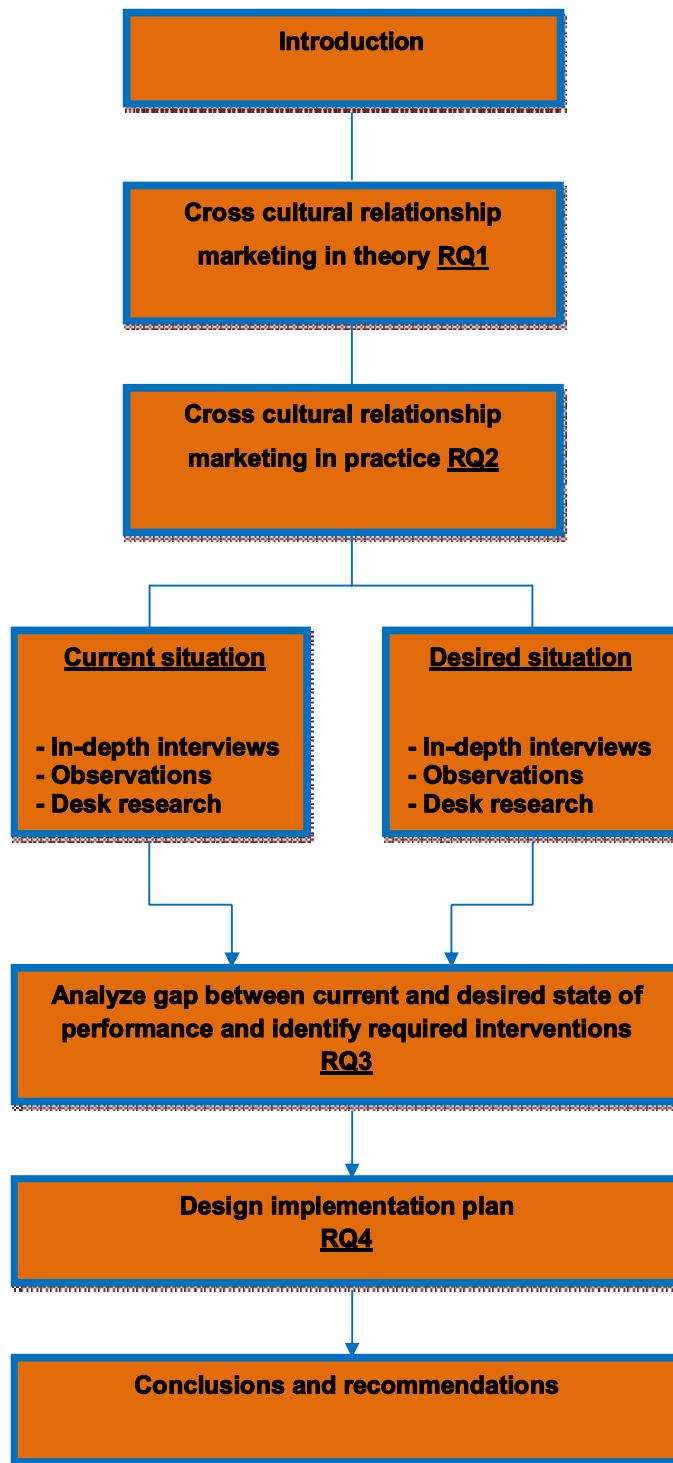 Introduction
Cross cultural relationship
marketing in theory RQ1
Cross cultural relationship
marketing in practice RQ2
Current situation
- In-depth interviews
- Observations
- Desk research
Desired situation
- In-depth interviews
- Observations
- Desk research
Analyze gap between current and desired state of
performance and identify required interventions
RQ3
Design implementation plan
RQ4
Conclusions and recommendations